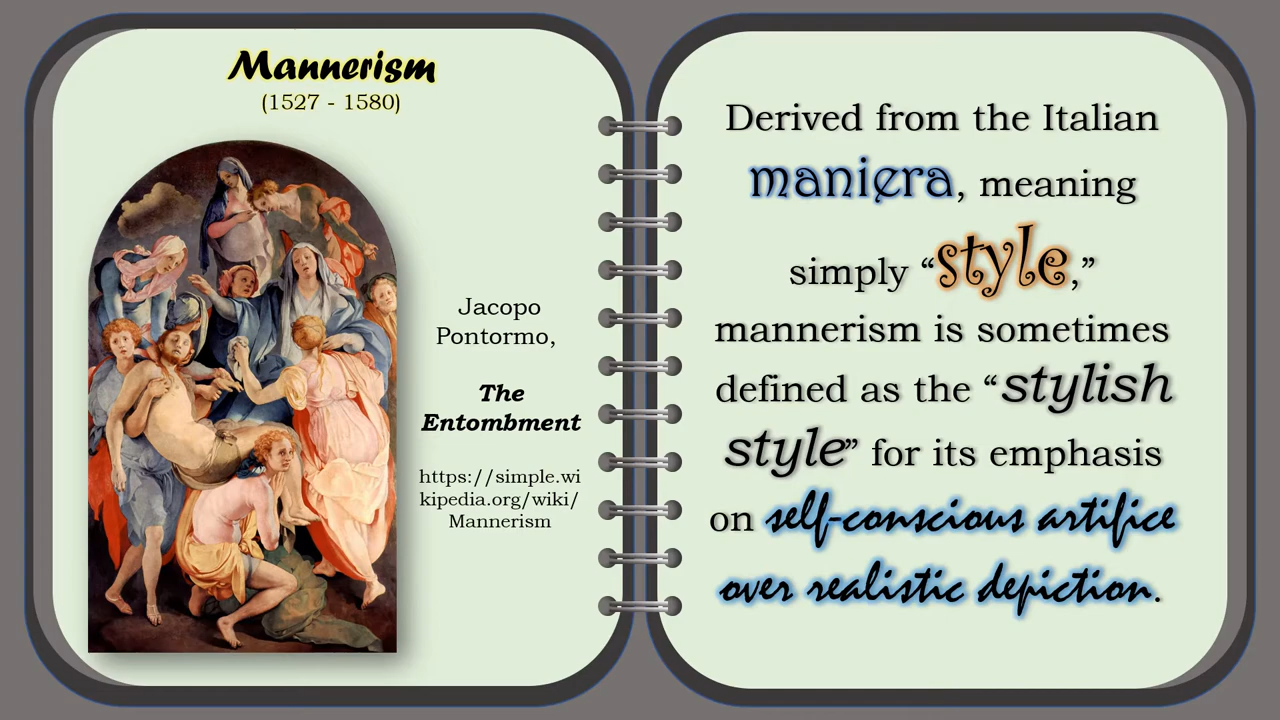 Mannerism
(1527 - 1580)
Jacopo
Pontormo,
The
Entombment
https://simple.wi
kipedia.org/wiki/
Mannerism
Derived from the Italian
maniera, meaning
simply “style,”
mannerism is sometimes
defined as the “stylish
style” for its emphasis
on self-conscious artifice
over realistic depiction.